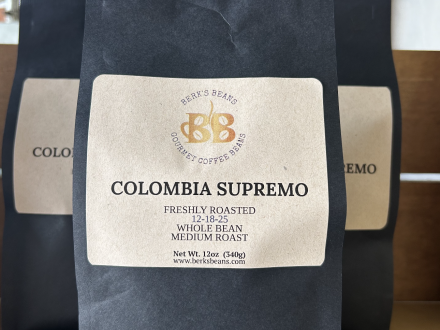 BERK'S BEANS
BB
GOURMET COFFEE BEANS
COLOMBIA SUPREMO
FRESHLY ROASTED
12-18-25
WHOLE BEAN
MEDIUM ROAST
Net Wt. 12oz (340g)
www.berksbeans.com
COLO
REMO